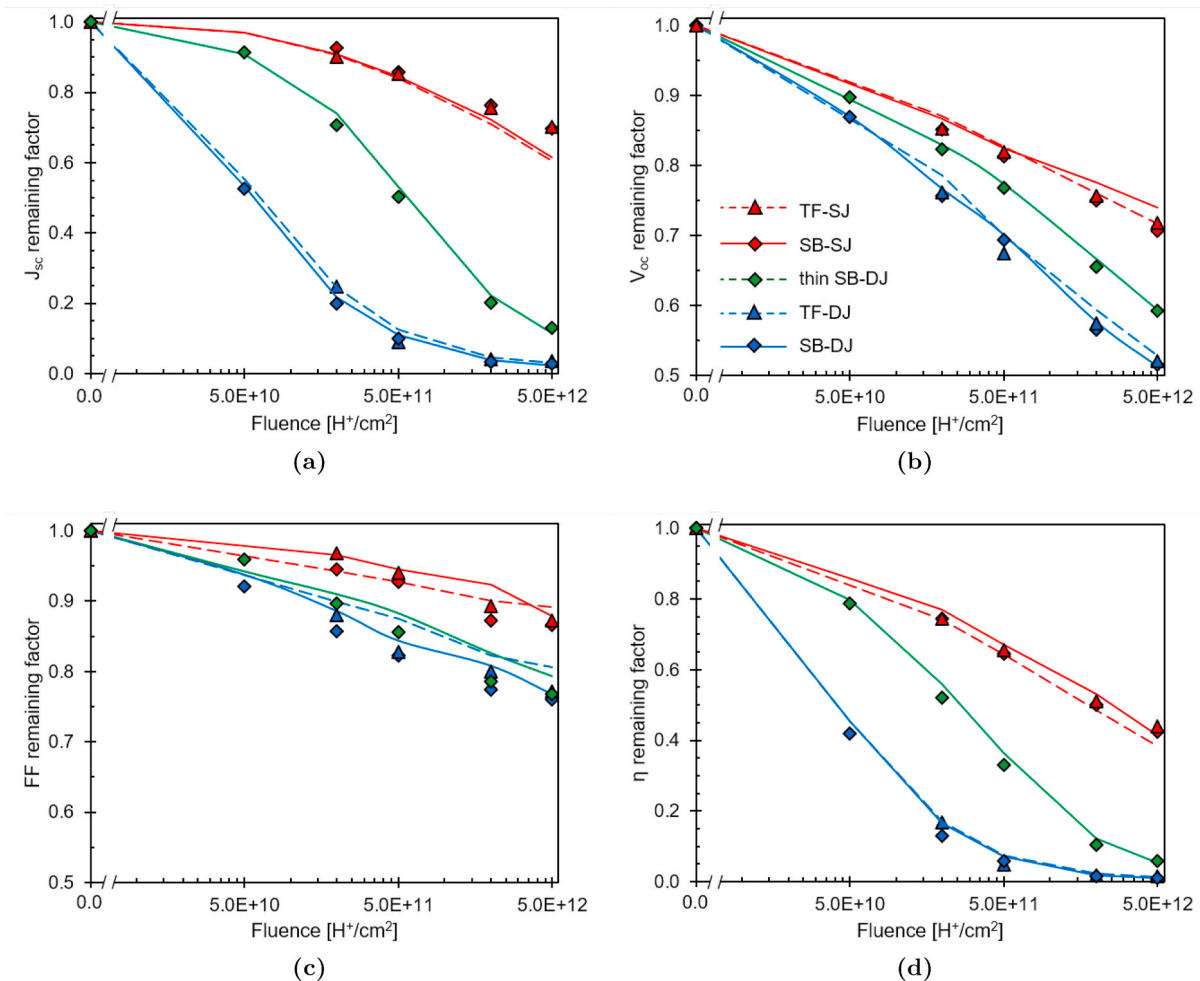 1.0
0.8
0.6
0.4
0.2
0.0
Jsc remaining factor
0.0
5.0E+10
5.0E+11
5.0E+12
Fluence [H⁺/cm²]
(a)
1.0
0.9
0.8
0.7
0.6
0.5
Voc remaining factor
TF-SJ
SB-SJ
thin SB-DJ
TF-DJ
SB-DJ
0.0
5.0E+10
5.0E+11
5.0E+12
Fluence [H⁺/cm²]
(b)
1.0
0.9
0.8
0.7
0.6
0.5
FF remaining factor
0.0
5.0E+10
5.0E+11
5.0E+12
Fluence [H⁺/cm²]
(c)
1.0
0.8
0.6
0.4
0.2
0.0
η remaining factor
0.0
5.0E+10
5.0E+11
5.0E+12
Fluence [H⁺/cm²]
(d)